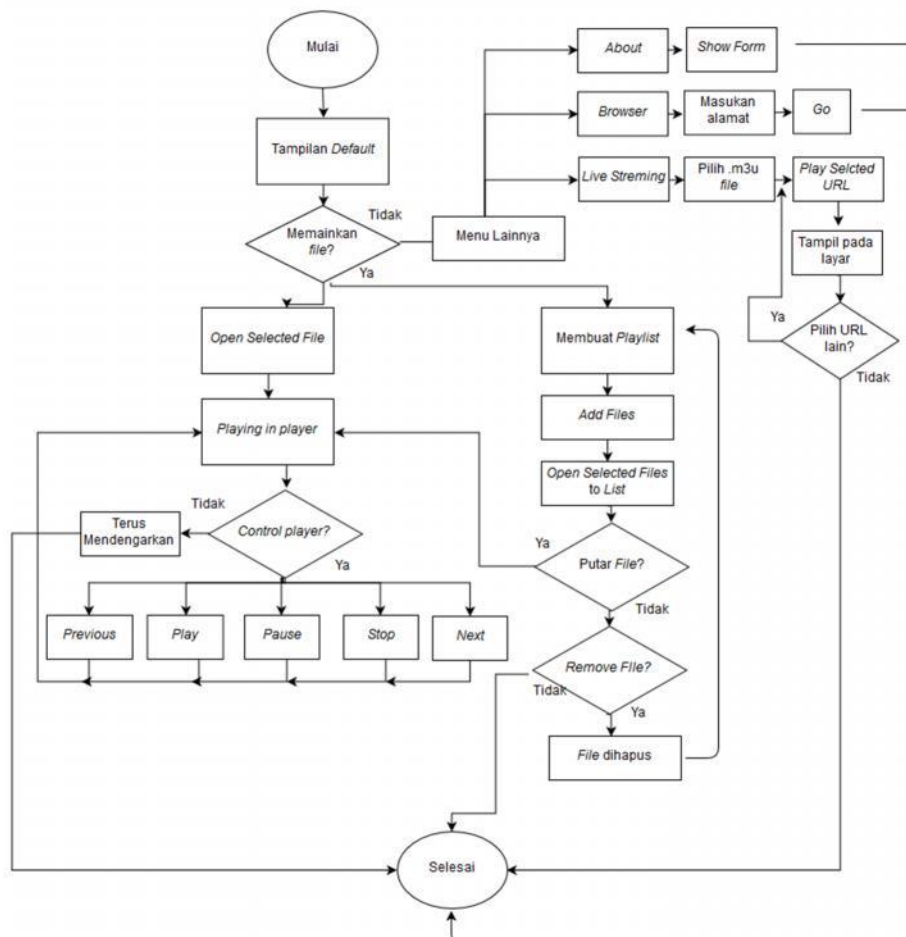 Mulai
About
Show Form
Browser
Masukan
alamat
Go
Tampilan Default
Live Streming
Pilih .m3u
file
Play Selcted
URL
Tidak
Memainkan
file?
Menu Lainnya
Ya
Tampil pada
layar
Open Selected File
Membuat Playlist
Ya
Pilih URL
lain?
Tidak
Playing in player
Add Files
Open Selected Files
to List
Tidak
Terus
Mendengarkan
Control player?
Ya
Ya
Putar File?
Tidak
Previous
Play
Pause
Stop
Next
Remove File?
Tidak
Ya
File dihapus
Selesai